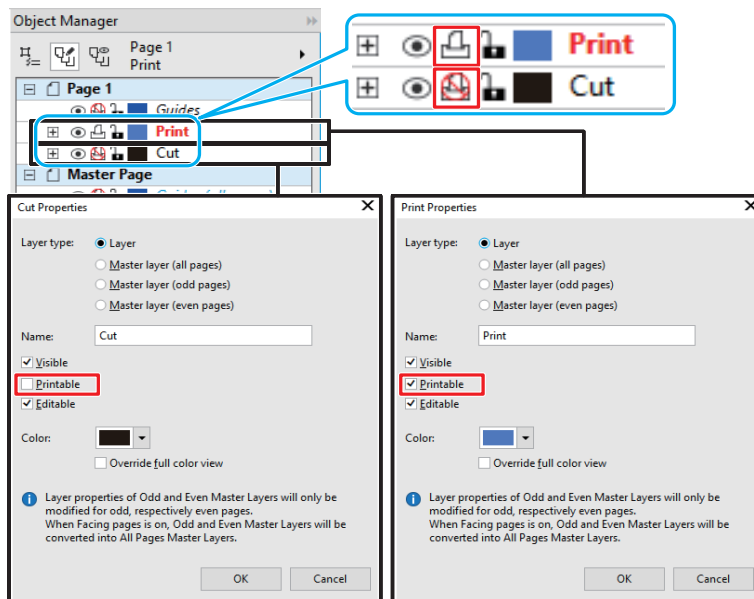 Object Manager
Page 1
Print
Page 1
Guides
Print
Cut
Master Page
Print
Cut
Cut Properties
Layer type:
Layer
Master layer (all pages)
Master layer (odd pages)
Master layer (even pages)
Name:
Cut
Visible
Printable
Editable
Color:
Override full color view
Layer properties of Odd and Even Master Layers will only be
modified for odd, respectively even pages.
When Facing pages is on, Odd and Even Master Layers will be
converted into All Pages Master Layers.
OK
Cancel
Print Properties
Layer type:
Layer
Master layer (all pages)
Master layer (odd pages)
Master layer (even pages)
Name:
Print
Visible
Printable
Editable
Color:
Override full color view
Layer properties of Odd and Even Master Layers will only be
modified for odd, respectively even pages.
When Facing pages is on, Odd and Even Master Layers will be
converted into All Pages Master Layers.
OK
Cancel